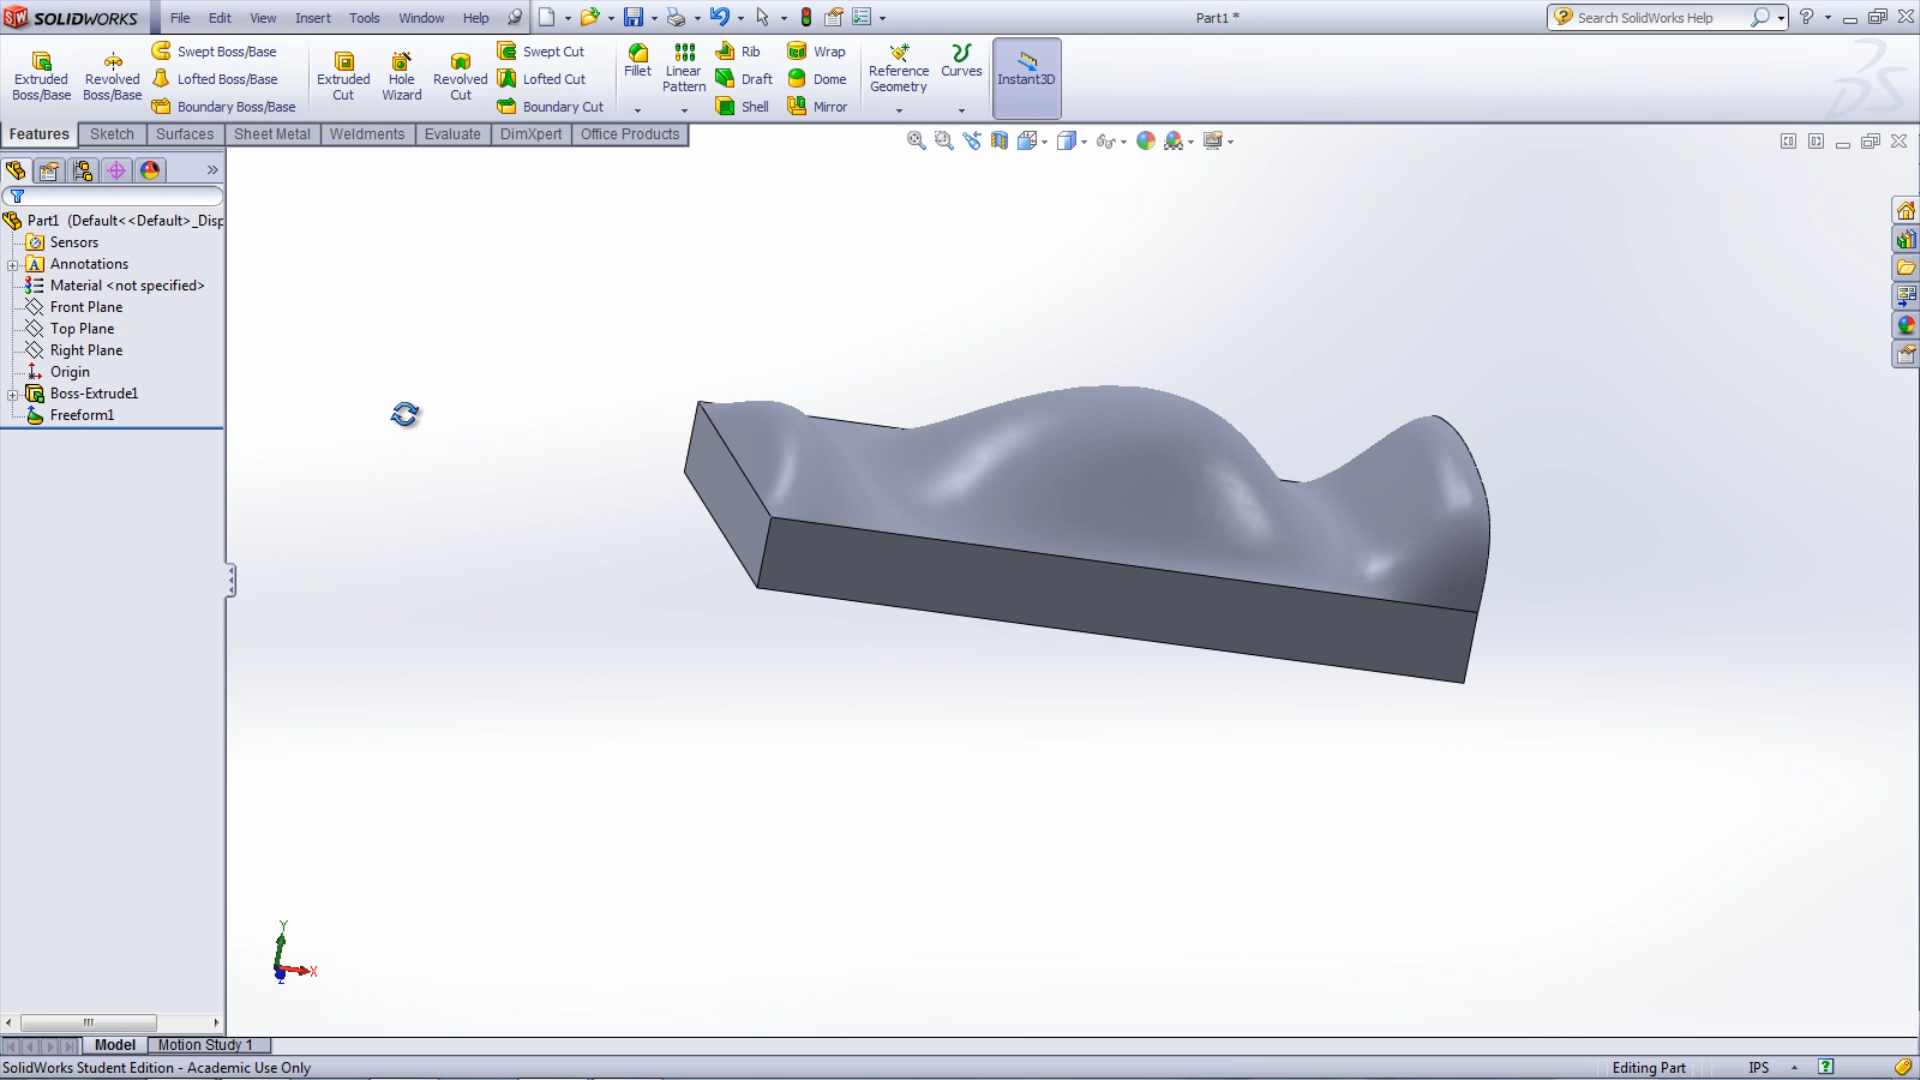 SOLIDWORKS File Edit View Insert Tools Window Help Part1 * Search SolidWorks Help
Extruded Boss/Base
Revolved Boss/Base
Swept Boss/Base
Lofted Boss/Base
Boundary Boss/Base
Extruded Cut
Hole Wizard
Revolved Cut
Swept Cut
Lofted Cut
Boundary Cut
Fillet
Linear Pattern
Rib
Draft
Shell
Wrap
Dome
Mirror
Reference Geometry
Curves
Instant3D
Features Sketch Surfaces Sheet Metal Weldments Evaluate DimXpert Office Products
Part1 (Default<<Default>_Disp
Sensors
Annotations
Material <not specified>
Front Plane
Top Plane
Right Plane
Origin
Boss-Extrude1
Freeform1
Y
X
Z
Model Motion Study 1
SolidWorks Student Edition - Academic Use Only Editing Part IPS